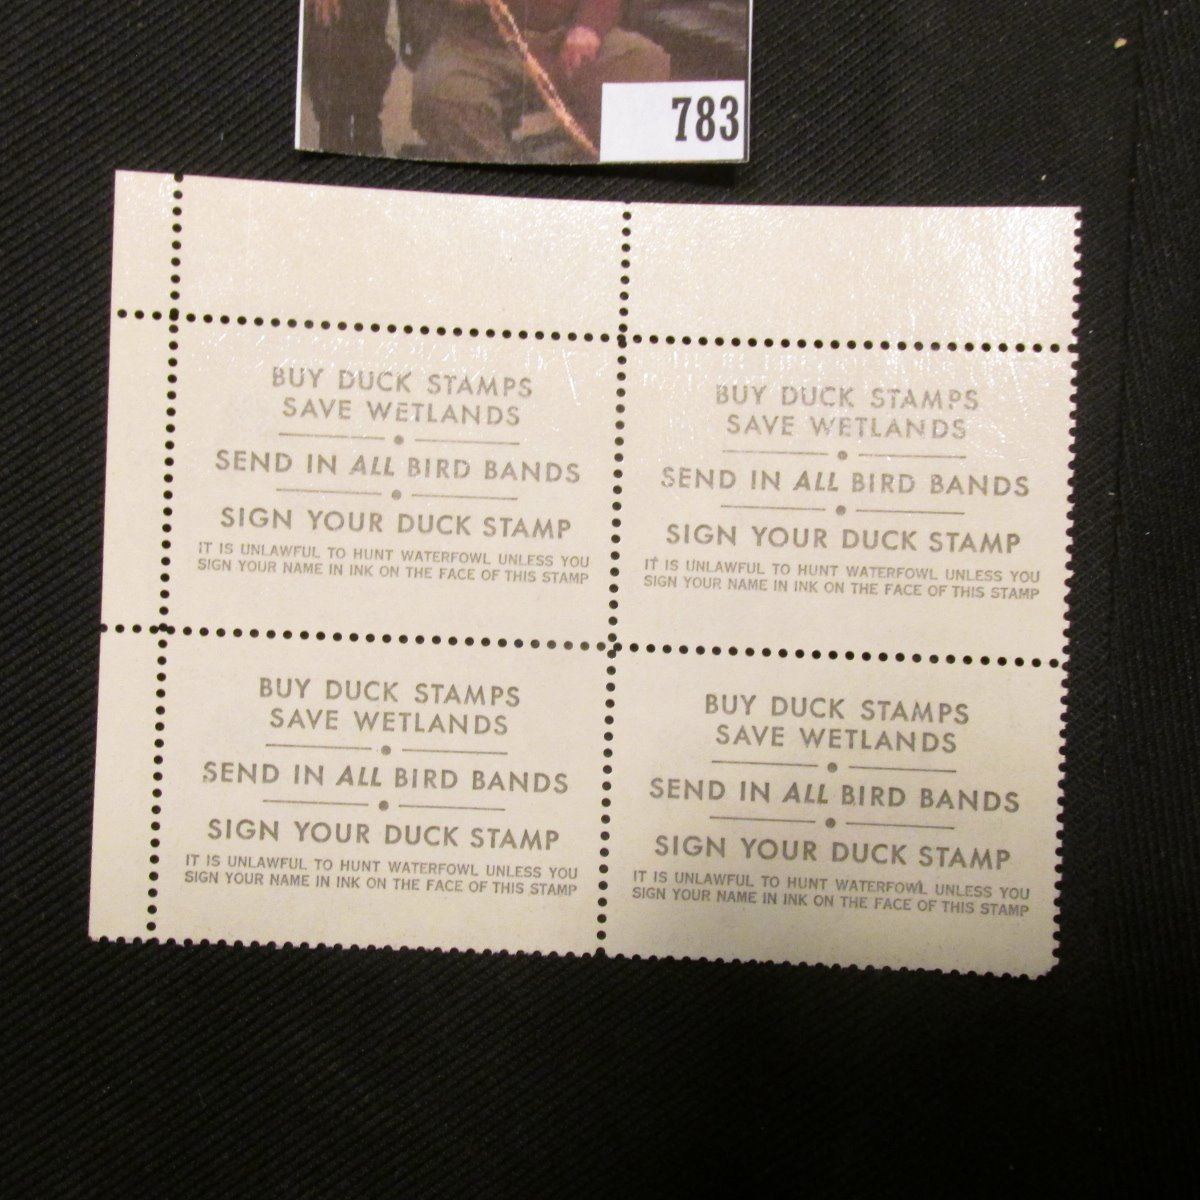 783
BUY DUCK STAMPS
SAVE WETLANDS
SEND IN ALL BIRD BANDS
SIGN YOUR DUCK STAMP
IT IS UNLAWFUL TO HUNT WATERFOWL UNLESS YOU
SIGN YOUR NAME IN INK ON THE FACE OF THIS STAMP
BUY DUCK STAMPS
SAVE WETLANDS
SEND IN ALL BIRD BANDS
SIGN YOUR DUCK STAMP
IT IS UNLAWFUL TO HUNT WATERFOWL UNLESS YOU
SIGN YOUR NAME IN INK ON THE FACE OF THIS STAMP
BUY DUCK STAMPS
SAVE WETLANDS
SEND IN ALL BIRD BANDS
SIGN YOUR DUCK STAMP
IT IS UNLAWFUL TO HUNT WATERFOWL UNLESS YOU
SIGN YOUR NAME IN INK ON THE FACE OF THIS STAMP
BUY DUCK STAMPS
SAVE WETLANDS
SEND IN ALL BIRD BANDS
SIGN YOUR DUCK STAMP
IT IS UNLAWFUL TO HUNT WATERFOWL UNLESS YOU
SIGN YOUR NAME IN INK ON THE FACE OF THIS STAMP